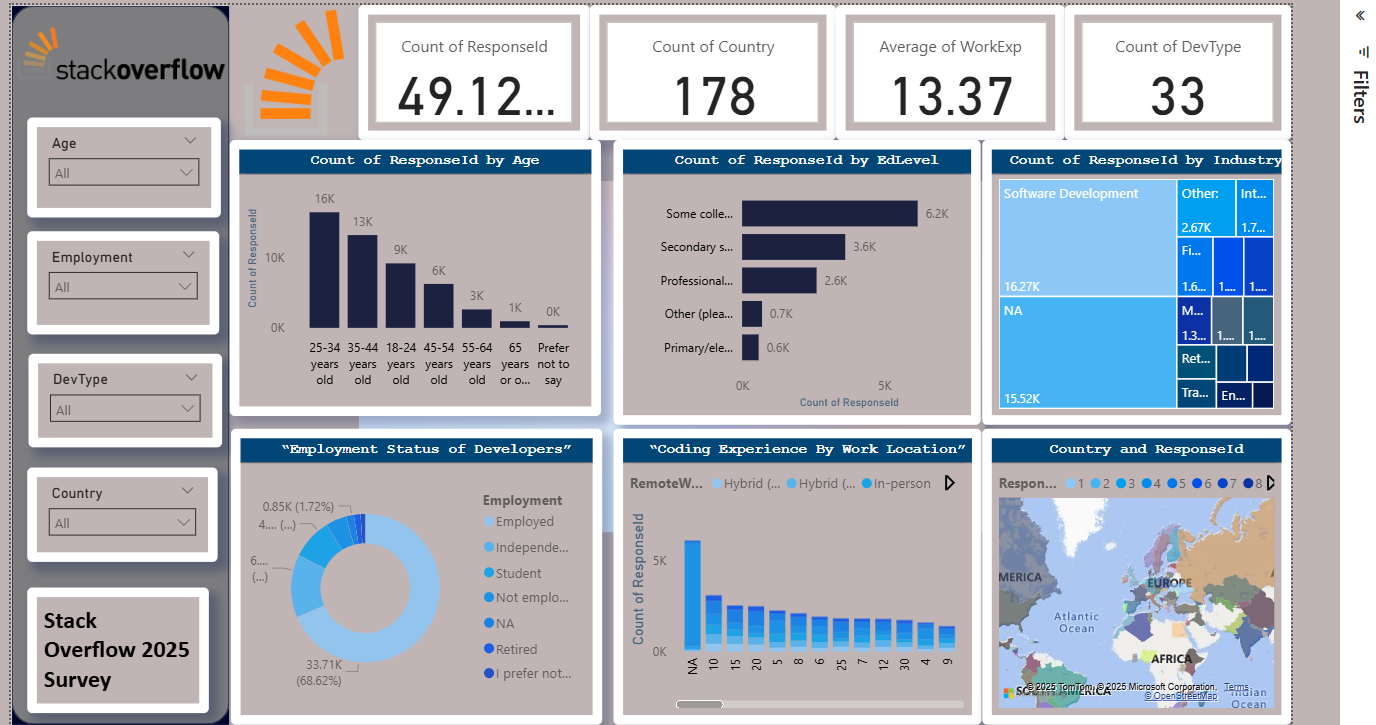 stackoverflow
Age
All
Employment
All
DevType
All
Country
All
Stack
Overflow 2025
Survey
Count of ResponseId
49.12...
Count of Country
178
Average of WorkExp
13.37
Count of DevType
33
Count of ResponseId by Age
Count of ResponseId
10K
0K
16K
13K
9K
6K
3K
1K
0K
25-34 years old
35-44 years old
18-24 years old
45-54 years old
55-64 years old
65 years or o...
Prefer not to say
Count of ResponseId by EdLevel
Some colle... 6.2K
Secondary s... 3.6K
Professional... 2.6K
Other (plea... 0.7K
Primary/ele... 0.6K
0K 5K
Count of ResponseId
Count of ResponseId by Industry
Software Development
16.27K
NA
15.52K
Other:
2.67K
Int...
1.7...
Fi...
1.6...
1....
1....
M...
1.3...
1....
1....
Ret...
Tra...
En...
“Employment Status of Developers”
0.85K (1.72%)
4.... (...)
6....
(...)
33.71K
(68.62%)
Employment
Employed
Independe...
Student
Not emplo...
NA
Retired
I prefer not...
“Coding Experience By Work Location”
RemoteW... Hybrid (... Hybrid (... In-person
Count of ResponseId
5K
0K
NA 10 15 20 5 8 6 25 7 12 30 4 9
Country and ResponseId
Respon... 1 2 3 4 5 6 7 8
MERICA
EUROPE
Atlantic
Ocean
AFRICA
SOUTH AMERICA
Indian
Ocean
© 2025 TomTom, © 2025 Microsoft Corporation, Terms
© OpenStreetMap
Filters